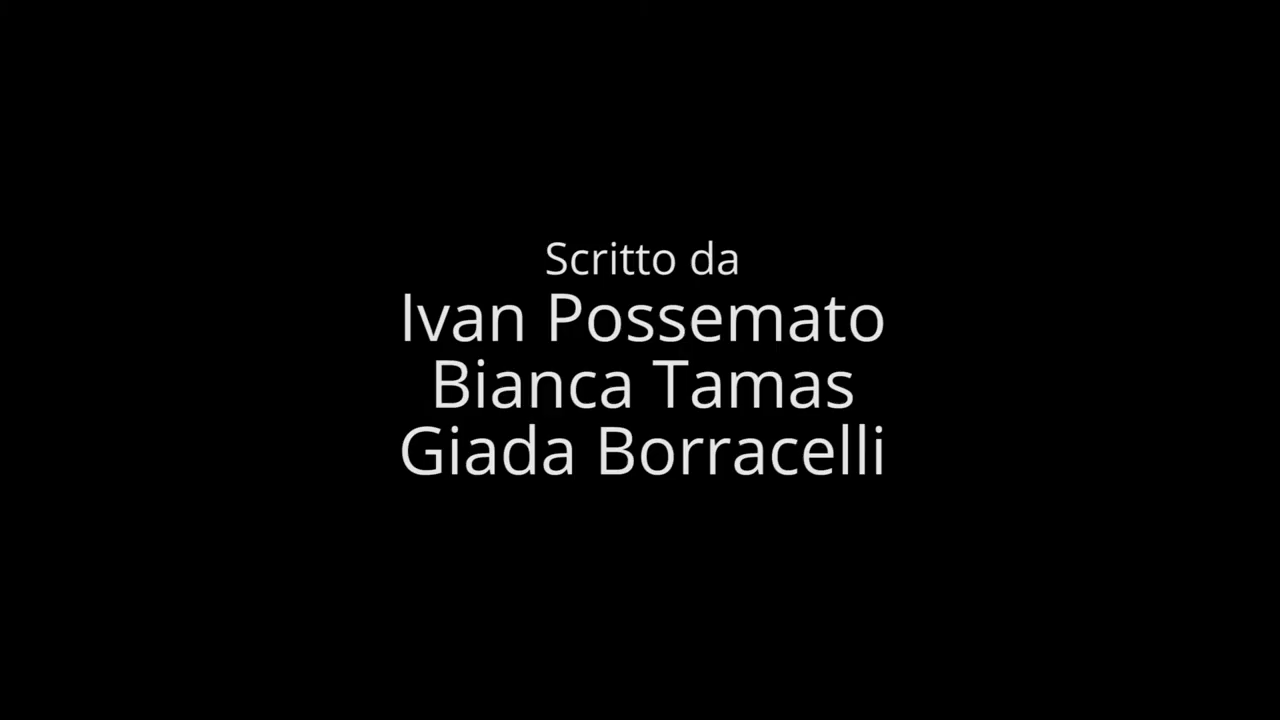 Scritto da
Ivan Possemato
Bianca Tamas
Giada Borracelli